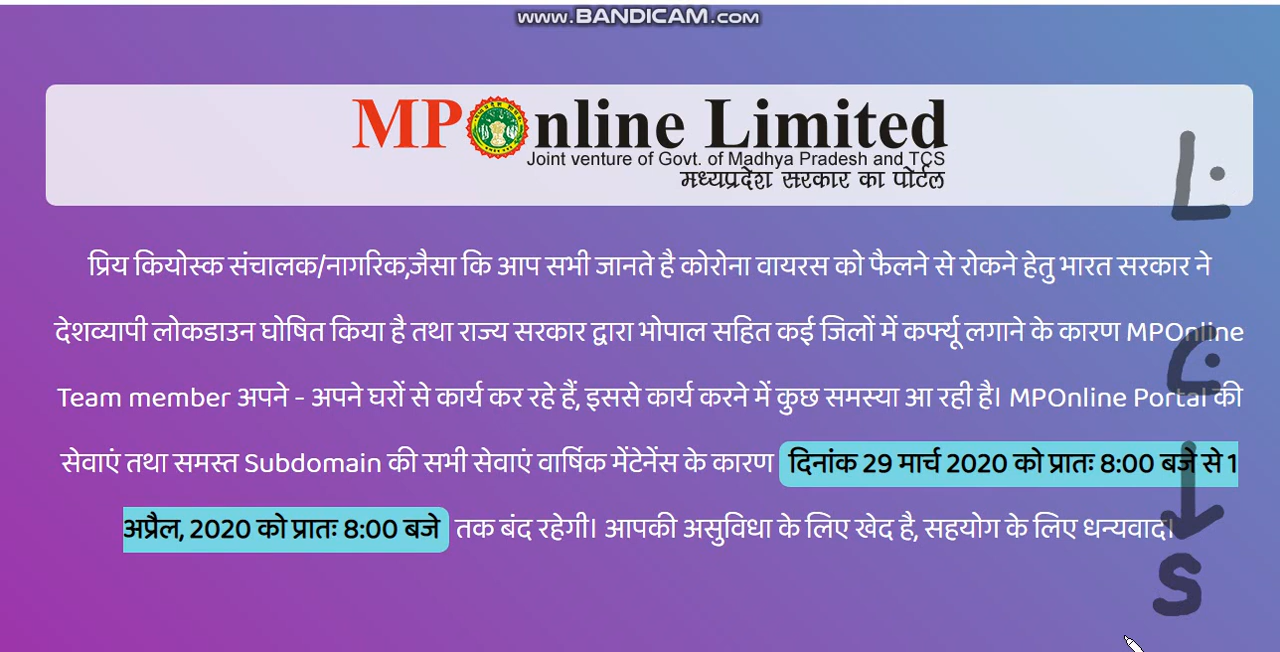 www.BANDICAM.com
MPOnline Limited
Joint venture of Govt. of Madhya Pradesh and TCS
मध्यप्रदेश सरकार का पोर्टल
प्रिय कियोस्क संचालक/नागरिक,जैसा कि आप सभी जानते है कोरोना वायरस को फैलने से रोकने हेतु भारत सरकार ने
देशव्यापी लोकडाउन घोषित किया है तथा राज्य सरकार द्वारा भोपाल सहित कई जिलों में कर्फ्यू लगाने के कारण MPOnline
Team member अपने - अपने घरों से कार्य कर रहे हैं, इससे कार्य करने में कुछ समस्या आ रही है। MPOnline Portal की
सेवाएं तथा समस्त Subdomain की सभी सेवाएं वार्षिक मेंटेनेंस के कारण दिनांक 29 मार्च 2020 को प्रातः 8:00 बजे से 1
अप्रैल, 2020 को प्रातः 8:00 बजे तक बंद रहेगी। आपकी असुविधा के लिए खेद है, सहयोग के लिए धन्यवाद।